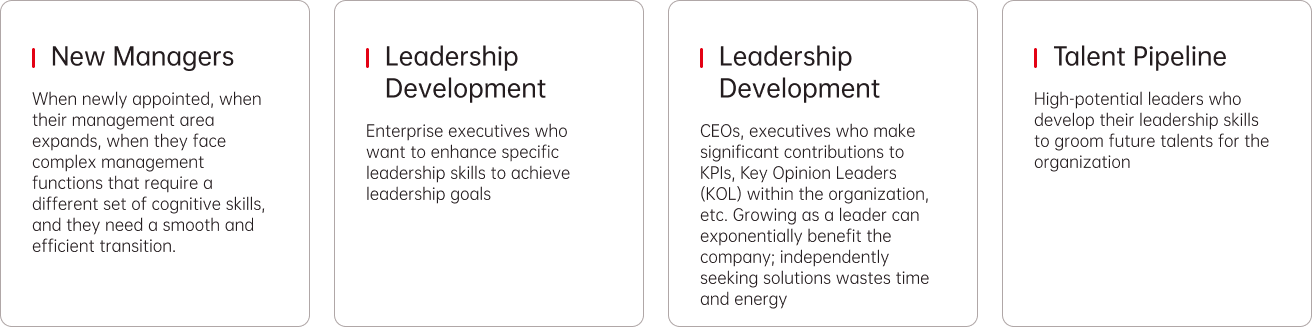 New Managers
When newly appointed, when
their management area
expands, when they face
complex management
functions that require a
different set of cognitive skills,
and they need a smooth and
efficient transition.
Leadership
Development
Enterprise executives who
want to enhance specific
leadership skills to achieve
leadership goals
Leadership
Development
CEOs, executives who make
significant contributions to
KPIs, Key Opinion Leaders
(KOL) within the organization,
etc. Growing as a leader can
exponentially benefit the
company; independently
seeking solutions wastes time
and energy
Talent Pipeline
High-potential leaders who
develop their leadership skills
to groom future talents for the
organization